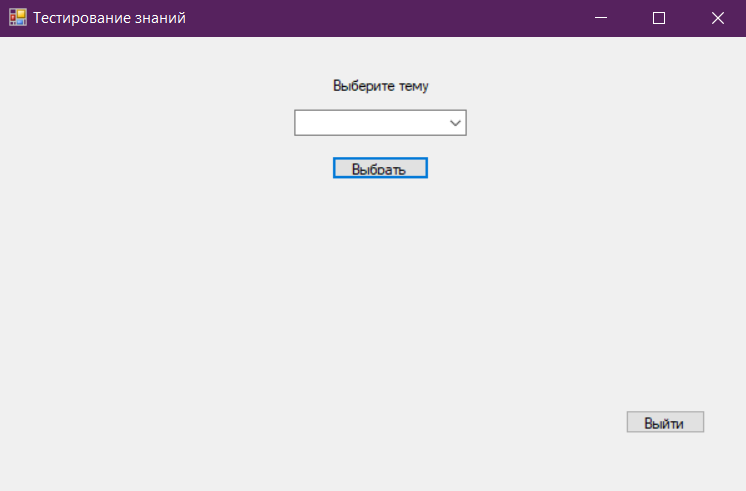 Тестирование знаний
Выберите тему
Выбрать
Выйти